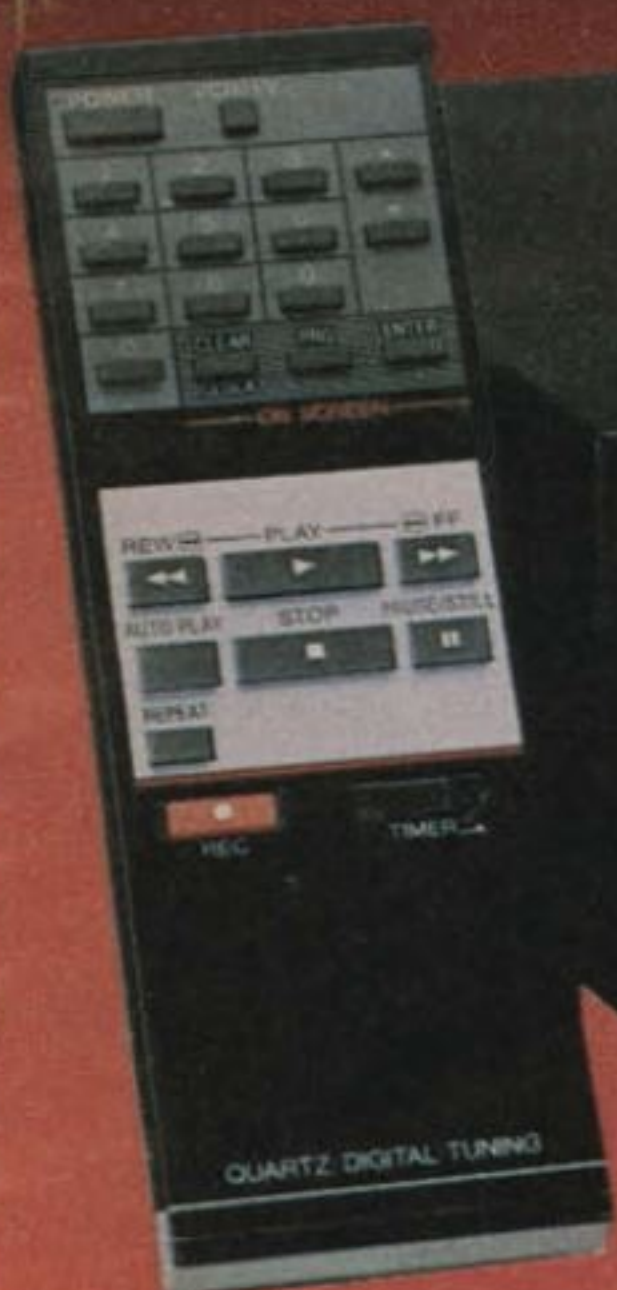 POWER
CLEAR PRG ENTER
ON SCREEN
REW PLAY FF
AUTO PLAY STOP PAUSE/STILL
REPEAT
REC TIMER
QUARTZ DIGITAL TUNING